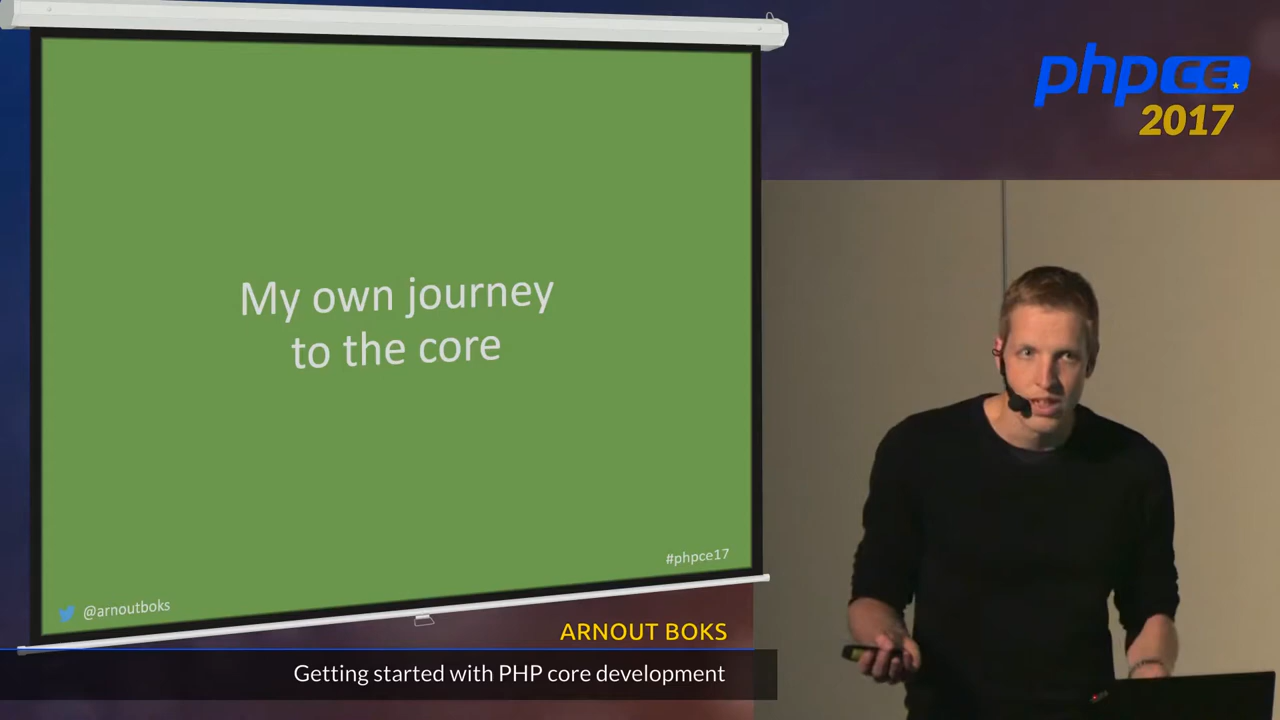 phpCE
2017
My own journey
to the core
#phpce17
@arnoutboks
ARNOUT BOKS
Getting started with PHP core development